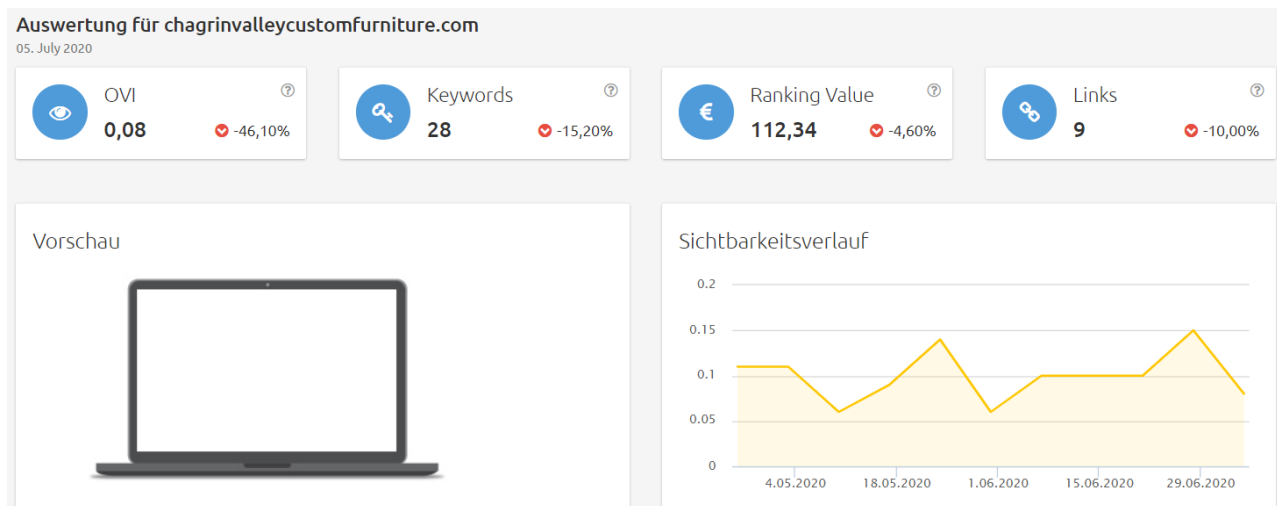 Auswertung für chagrinvalleycustomfurniture.com
05. July 2020
OVI
0,08
-46,10%
Keywords
28
-15,20%
Ranking Value
112,34
-4,60%
Links
9
-10,00%
Vorschau
Sichtbarkeitsverlauf
0.2
0.15
0.1
0.05
0
4.05.2020 18.05.2020 1.06.2020 15.06.2020 29.06.2020